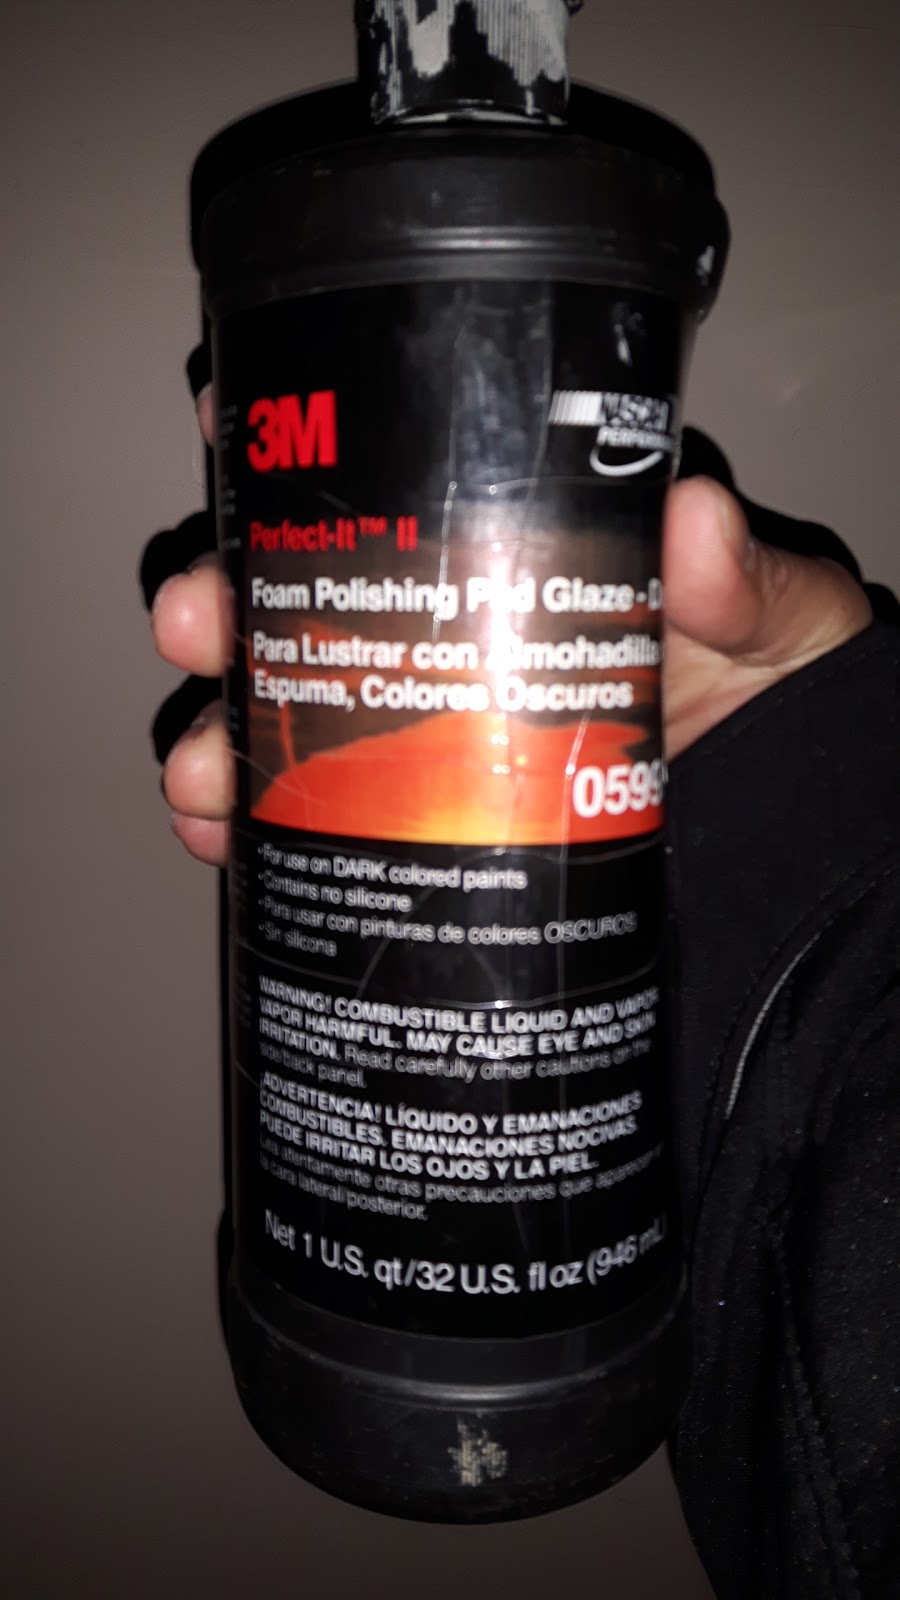 3M
PERFORMA
Perfect-It™ II
Foam Polishing Pad Glaze - D
Para Lustrar con Almohadilla
Espuma, Colores Oscuros
0599
•For use on DARK colored paints
•Contains no silicone
•Para usar con pinturas de colores OSCUROS
•Sin silicona
WARNING! COMBUSTIBLE LIQUID AND VAPOR
VAPOR HARMFUL. MAY CAUSE EYE AND SKIN
IRRITATION. Read carefully other cautions on the
side/back panel.
¡ADVERTENCIA! LÍQUIDO Y EMANACIONES
COMBUSTIBLES. EMANACIONES NOCIVAS.
PUEDE IRRITAR LOS OJOS Y LA PIEL.
Lea atentamente otras precauciones que aparecen
la cara lateral/posterior.
Net 1 U.S. qt/32 U.S. fl oz (946 mL)